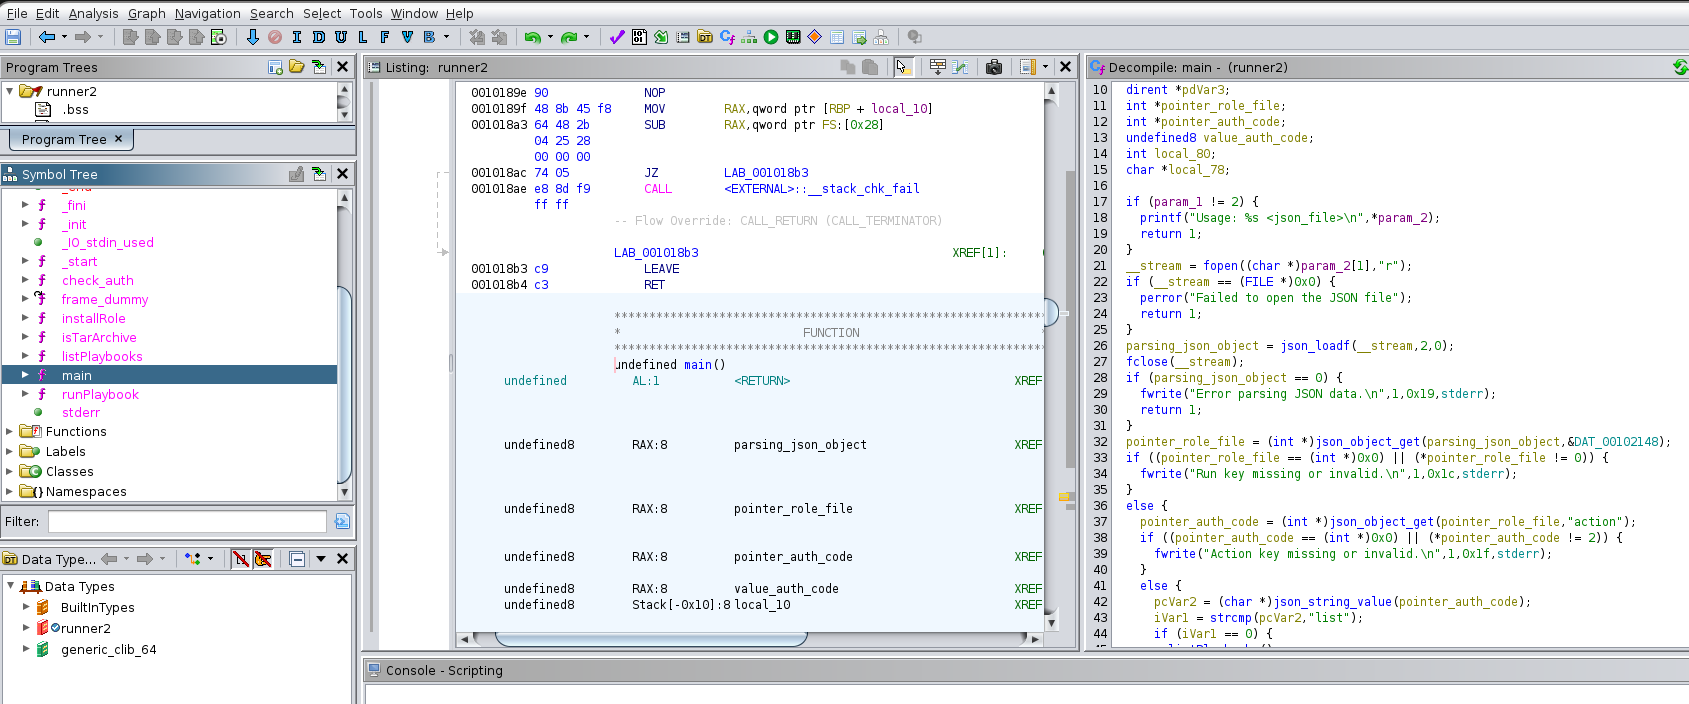 File Edit Analysis Graph Navigation Search Select Tools Window Help
I D U L F V B
Program Trees
runner2
.bss
Program Tree ×
Symbol Tree
_fini
_init
_IO_stdin_used
_start
check_auth
frame_dummy
installRole
isTarArchive
listPlaybooks
main
runPlaybook
stderr
Functions
Labels
Classes
Namespaces
Filter:
Data Type...
Data Types
BuiltInTypes
runner2
generic_clib_64
Listing: runner2
0010189e 90 NOP
0010189f 48 8b 45 f8 MOV RAX,qword ptr [RBP + local_10]
001018a3 64 48 2b SUB RAX,qword ptr FS:[0x28]
04 25 28
00 00 00
001018ac 74 05 JZ LAB_001018b3
001018ae e8 8d f9 CALL <EXTERNAL>::__stack_chk_fail
ff ff
-- Flow Override: CALL_RETURN (CALL_TERMINATOR)
LAB_001018b3 XREF[1]:
001018b3 c9 LEAVE
001018b4 c3 RET
* FUNCTION
undefined main()
undefined AL:1 <RETURN> XREF
undefined8 RAX:8 parsing_json_object XREF
undefined8 RAX:8 pointer_role_file XREF
undefined8 RAX:8 pointer_auth_code XREF
undefined8 RAX:8 value_auth_code XREF
undefined8 Stack[-0x10]:8 local_10 XREF
Decompile: main - (runner2)
10 dirent *pdVar3;
11 int *pointer_role_file;
12 int *pointer_auth_code;
13 undefined8 value_auth_code;
14 int local_80;
15 char *local_78;
16
17 if (param_1 != 2) {
18 printf("Usage: %s <json_file>\n",*param_2);
19 return 1;
20 }
21 __stream = fopen((char *)param_2[1],"r");
22 if (__stream == (FILE *)0x0) {
23 perror("Failed to open the JSON file");
24 return 1;
25 }
26 parsing_json_object = json_loadf(__stream,2,0);
27 fclose(__stream);
28 if (parsing_json_object == 0) {
29 fwrite("Error parsing JSON data.\n",1,0x19,stderr);
30 return 1;
31 }
32 pointer_role_file = (int *)json_object_get(parsing_json_object,&DAT_00102148);
33 if ((pointer_role_file == (int *)0x0) || (*pointer_role_file != 0)) {
34 fwrite("Run key missing or invalid.\n",1,0x1c,stderr);
35 }
36 else {
37 pointer_auth_code = (int *)json_object_get(pointer_role_file,"action");
38 if ((pointer_auth_code == (int *)0x0) || (*pointer_auth_code != 2)) {
39 fwrite("Action key missing or invalid.\n",1,0x1f,stderr);
40 }
41 else {
42 pcVar2 = (char *)json_string_value(pointer_auth_code);
43 iVar1 = strcmp(pcVar2,"list");
44 if (iVar1 == 0) {
Console - Scripting